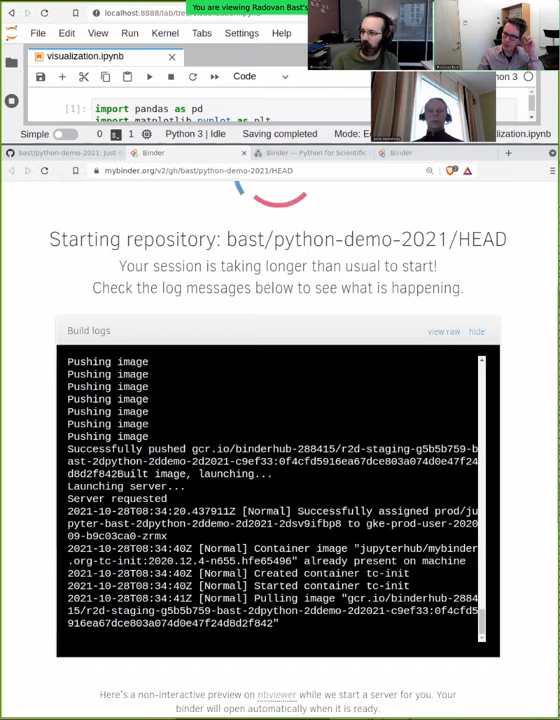 localhost:8888/lab/tre
You are viewing Radovan Bast's
File Edit View Run Kernel Tabs Settings
visualization.ipynb
Code
[1]: import pandas as pd
import matplotlib.pyplot as plt
Simple 0 1 Python 3 | Idle Saving completed Mode: E
bast/python-demo-2021: Just
Binder
Binder — Python for Scientific
Binder
mybinder.org/v2/gh/bast/python-demo-2021/HEAD
Starting repository: bast/python-demo-2021/HEAD
Your session is taking longer than usual to start!
Check the log messages below to see what is happening.
Build logs view raw hide
Pushing image
Pushing image
Pushing image
Pushing image
Pushing image
Pushing image
Pushing image
Successfully pushed gcr.io/binderhub-288415/r2d-staging-g5b5b759-b
ast-2dpython-2ddemo-2d2021-c9ef33:0f4cfd5916ea67dce803a074d0e47f24
d8d2f842Built image, launching...
Launching server...
Server requested
2021-10-28T08:34:20.437911Z [Normal] Successfully assigned prod/ju
pyter-bast-2dpython-2ddemo-2d2021-2dsv9ifbp8 to gke-prod-user-2020
09-b9c03ca0-zrmx
2021-10-28T08:34:40Z [Normal] Container image "jupyterhub/mybinder
.org-tc-init:2020.12.4-n655.hfe65496" already present on machine
2021-10-28T08:34:40Z [Normal] Created container tc-init
2021-10-28T08:34:40Z [Normal] Started container tc-init
2021-10-28T08:34:41Z [Normal] Pulling image "gcr.io/binderhub-2884
15/r2d-staging-g5b5b759-bast-2dpython-2ddemo-2d2021-c9ef33:0f4cfd5
916ea67dce803a074d0e47f24d8d2f842"
Here's a non-interactive preview on nbviewer while we start a server for you. Your
binder will open automatically when it is ready.